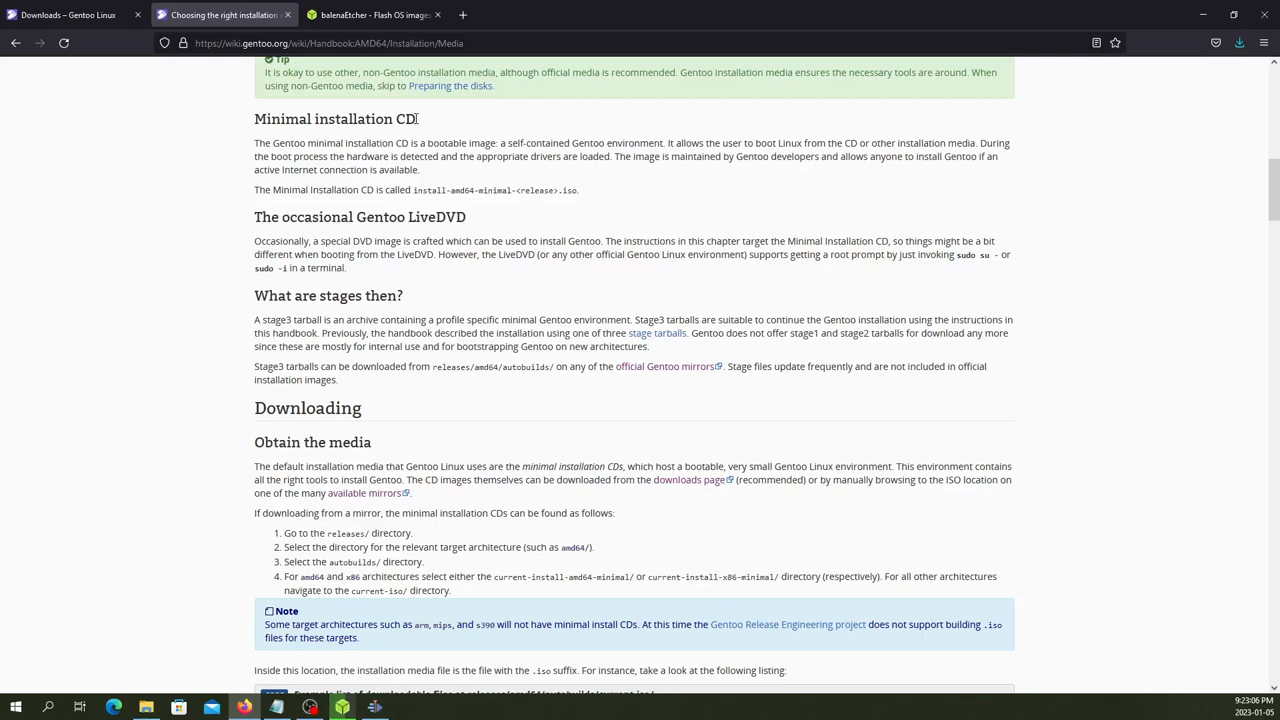 Downloads – Gentoo Linux
Choosing the right installation
balenaEtcher - Flash OS images
https://wiki.gentoo.org/wiki/Handbook:AMD64/Installation/Media
Tip
It is okay to use other, non-Gentoo installation media, although official media is recommended. Gentoo installation media ensures the necessary tools are around. When
using non-Gentoo media, skip to Preparing the disks.
Minimal installation CD
The Gentoo minimal installation CD is a bootable image: a self-contained Gentoo environment. It allows the user to boot Linux from the CD or other installation media. During
the boot process the hardware is detected and the appropriate drivers are loaded. The image is maintained by Gentoo developers and allows anyone to install Gentoo if an
active Internet connection is available.
The Minimal Installation CD is called install-amd64-minimal-<release>.iso.
The occasional Gentoo LiveDVD
Occasionally, a special DVD image is crafted which can be used to install Gentoo. The instructions in this chapter target the Minimal Installation CD, so things might be a bit
different when booting from the LiveDVD. However, the LiveDVD (or any other official Gentoo Linux environment) supports getting a root prompt by just invoking sudo su - or
sudo -i in a terminal.
What are stages then?
A stage3 tarball is an archive containing a profile specific minimal Gentoo environment. Stage3 tarballs are suitable to continue the Gentoo installation using the instructions in
this handbook. Previously, the handbook described the installation using one of three stage tarballs. Gentoo does not offer stage1 and stage2 tarballs for download any more
since these are mostly for internal use and for bootstrapping Gentoo on new architectures.
Stage3 tarballs can be downloaded from releases/amd64/autobuilds/ on any of the official Gentoo mirrors. Stage files update frequently and are not included in official
installation images.
Downloading
Obtain the media
The default installation media that Gentoo Linux uses are the minimal installation CDs, which host a bootable, very small Gentoo Linux environment. This environment contains
all the right tools to install Gentoo. The CD images themselves can be downloaded from the downloads page (recommended) or by manually browsing to the ISO location on
one of the many available mirrors.
If downloading from a mirror, the minimal installation CDs can be found as follows:
1. Go to the releases/ directory.
2. Select the directory for the relevant target architecture (such as amd64/).
3. Select the autobuilds/ directory.
4. For amd64 and x86 architectures select either the current-install-amd64-minimal/ or current-install-x86-minimal/ directory (respectively). For all other architectures
navigate to the current-iso/ directory.
Note
Some target architectures such as arm, mips, and s390 will not have minimal install CDs. At this time the Gentoo Release Engineering project does not support building .iso
files for these targets.
Inside this location, the installation media file is the file with the .iso suffix. For instance, take a look at the following listing:
Example list of downloadable files at releases/amd64/autobuilds/current-iso/
9:23:06 PM
2023-01-05